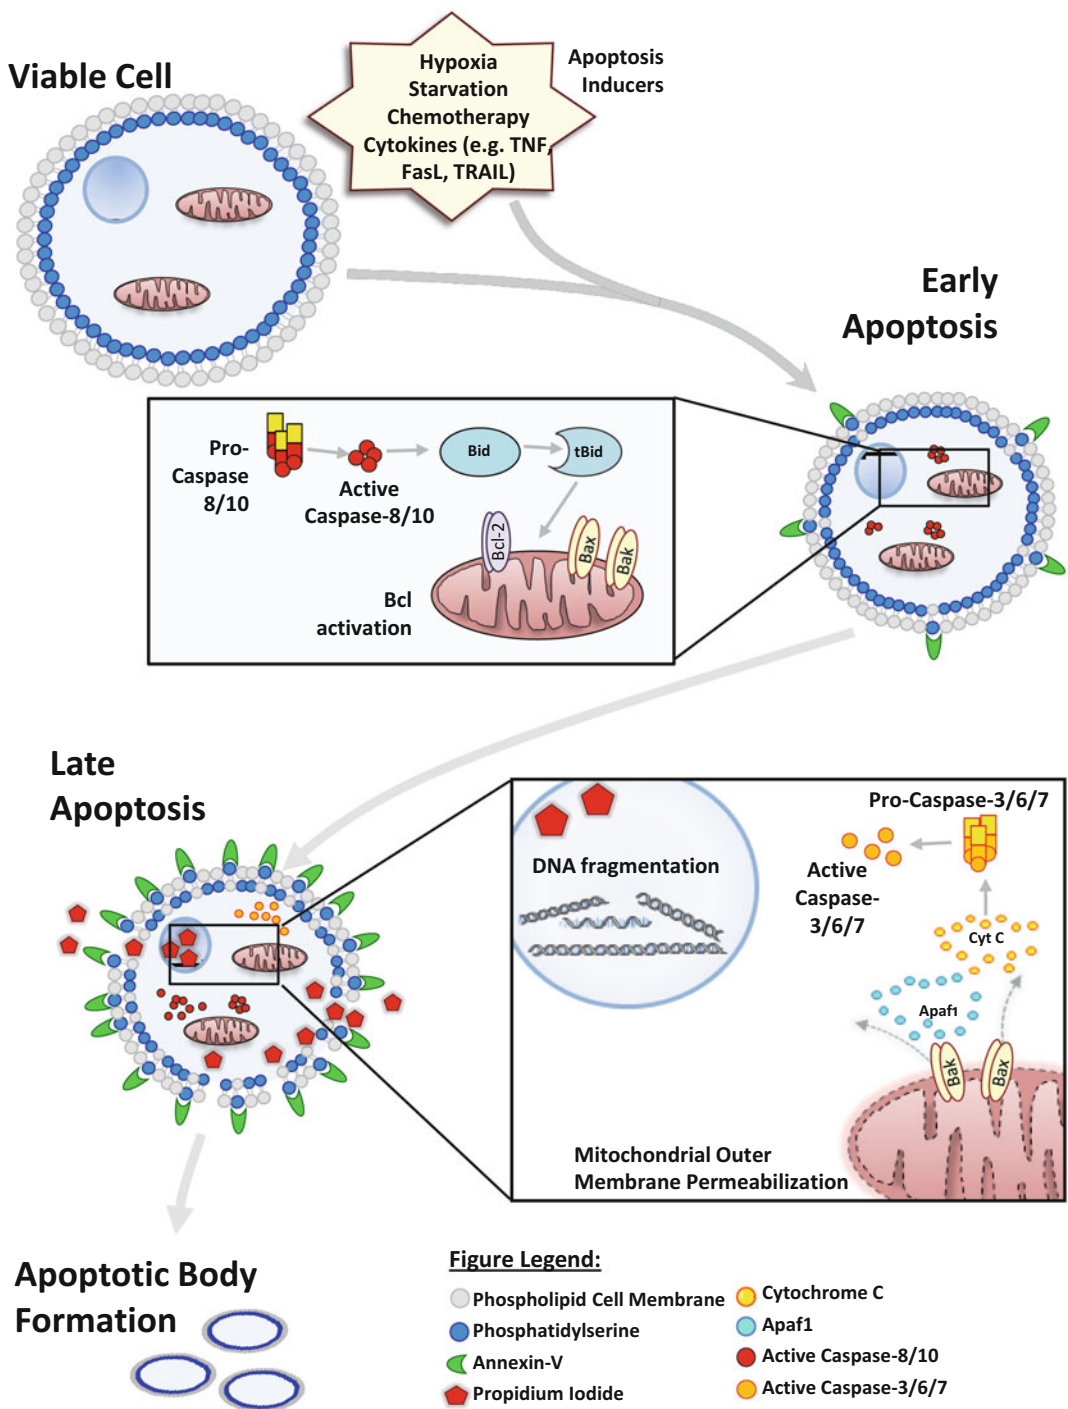 Viable Cell
Hypoxia
Starvation
Chemotherapy
Cytokines (e.g. TNF,
FasL, TRAIL)
Apoptosis
Inducers
Early
Apoptosis
Pro-
Caspase
8/10
Active
Caspase-8/10
Bid
tBid
Bcl-2
Bax
Bak
Bcl
activation
Late
Apoptosis
DNA fragmentation
Pro-Caspase-3/6/7
Active
Caspase-
3/6/7
Cyt C
Apaf1
Bak
Bax
Mitochondrial Outer
Membrane Permeabilization
Apoptotic Body
Formation
Figure Legend:
Phospholipid Cell Membrane
Phosphatidylserine
Annexin-V
Propidium Iodide
Cytochrome C
Apaf1
Active Caspase-8/10
Active Caspase-3/6/7